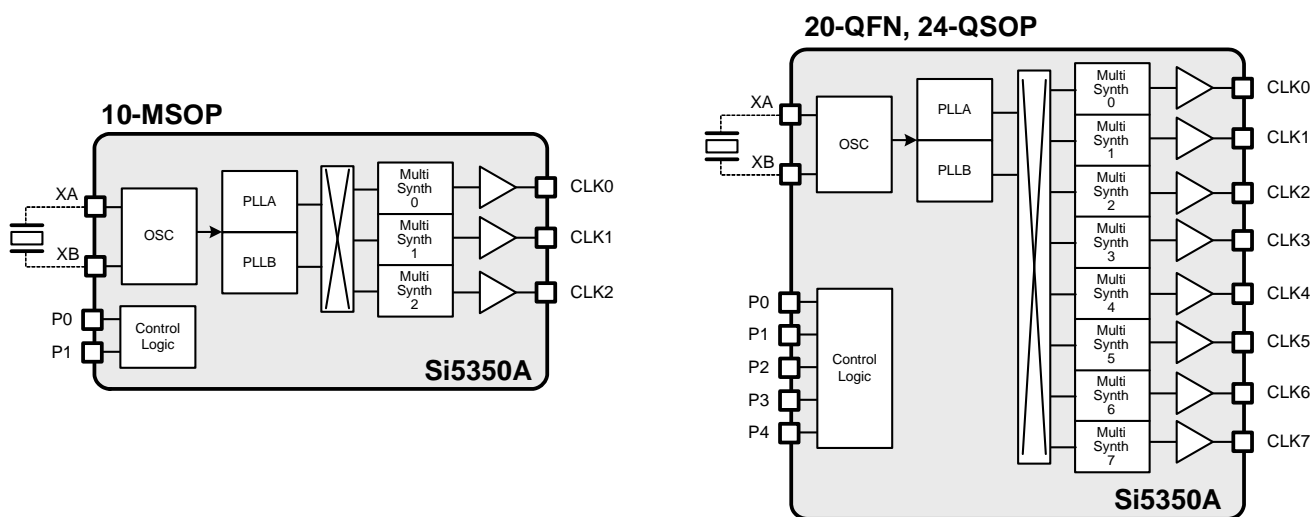 10-MSOP
XA
XB
OSC
PLLA
PLLB
Multi
Synth
0
Multi
Synth
1
Multi
Synth
2
CLK0
CLK1
CLK2
P0
P1
Control
Logic
Si5350A
20-QFN, 24-QSOP
XA
XB
OSC
PLLA
PLLB
Multi
Synth
0
Multi
Synth
1
Multi
Synth
2
Multi
Synth
3
Multi
Synth
4
Multi
Synth
5
Multi
Synth
6
Multi
Synth
7
CLK0
CLK1
CLK2
CLK3
CLK4
CLK5
CLK6
CLK7
P0
P1
P2
P3
P4
Control
Logic
Si5350A